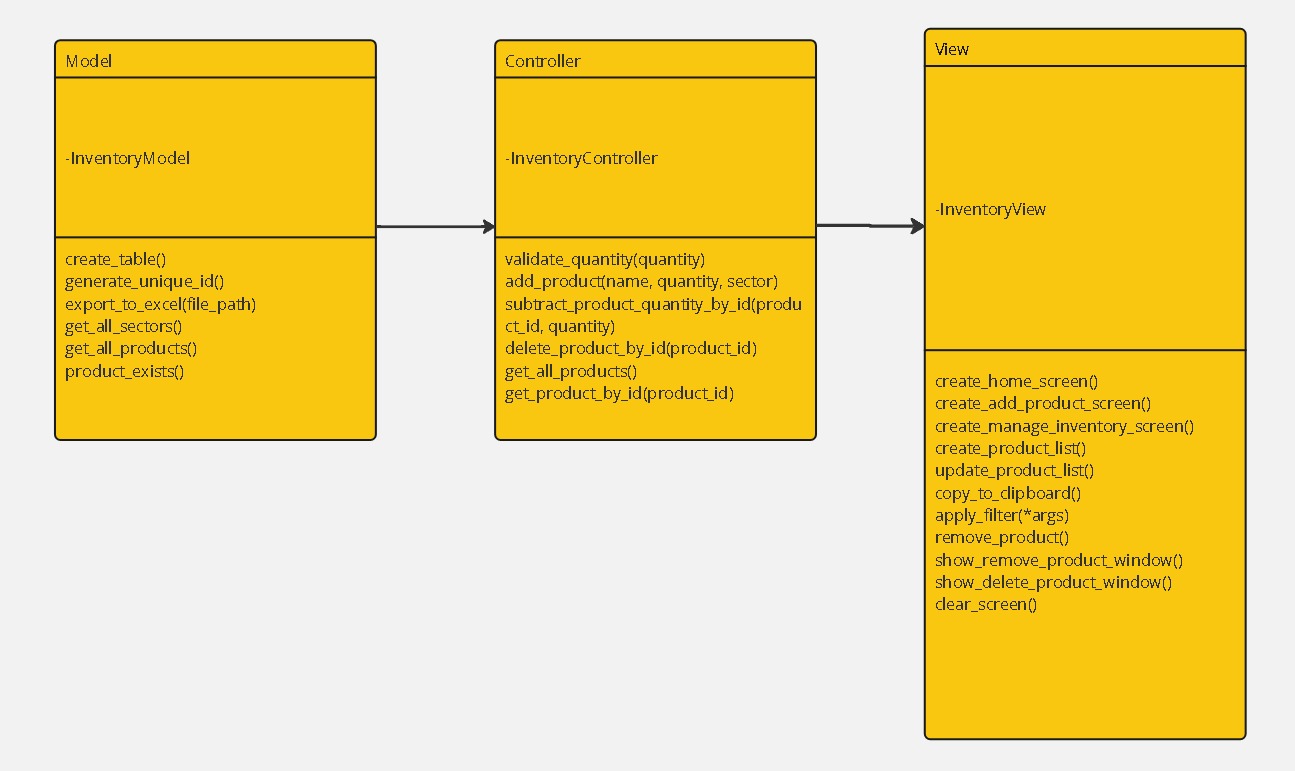 Model
-InventoryModel
create_table()
generate_unique_id()
export_to_excel(file_path)
get_all_sectors()
get_all_products()
product_exists()
Controller
-InventoryController
validate_quantity(quantity)
add_product(name, quantity, sector)
subtract_product_quantity_by_id(produ
ct_id, quantity)
delete_product_by_id(product_id)
get_all_products()
get_product_by_id(product_id)
View
-InventoryView
create_home_screen()
create_add_product_screen()
create_manage_inventory_screen()
create_product_list()
update_product_list()
copy_to_clipboard()
apply_filter(*args)
remove_product()
show_remove_product_window()
show_delete_product_window()
clear_screen()